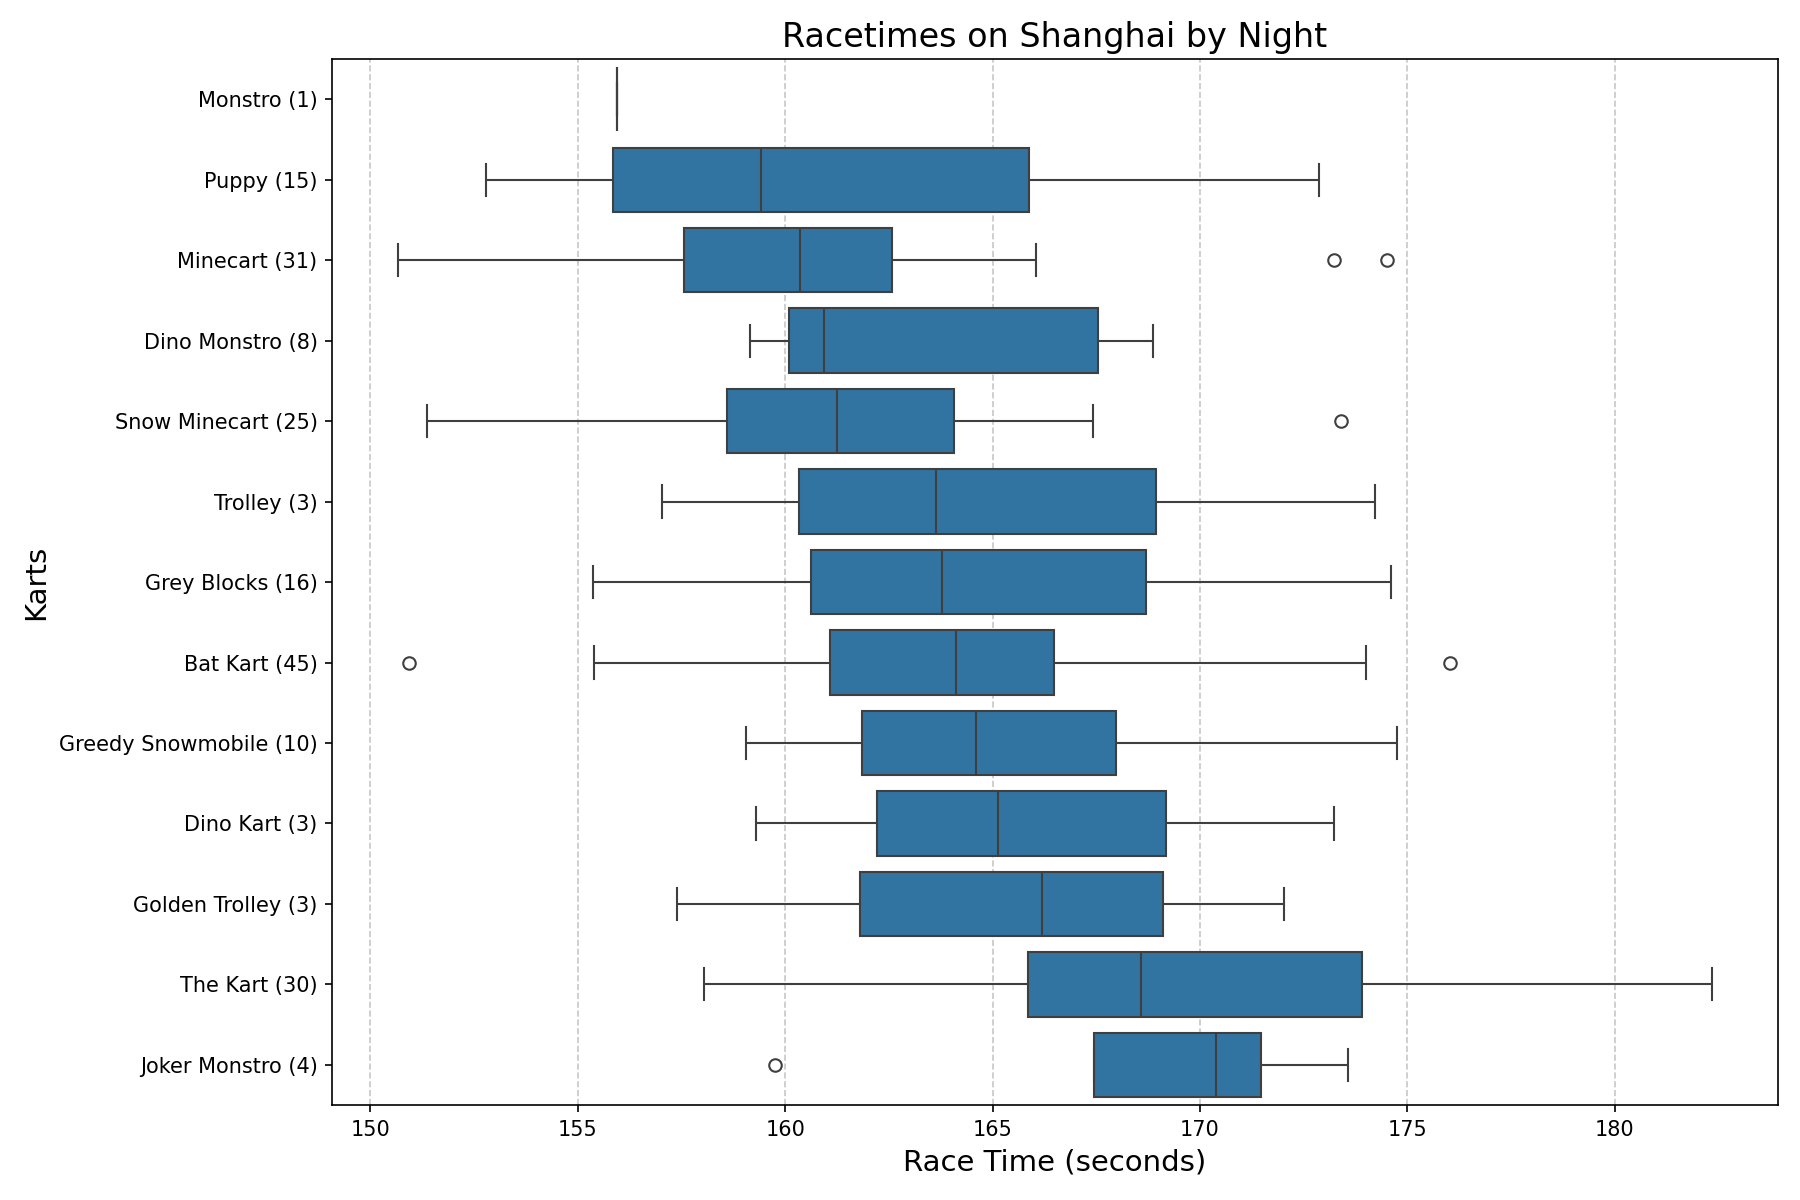 Racetimes on Shanghai by Night
Karts
Monstro (1)
Puppy (15)
Minecart (31)
Dino Monstro (8)
Snow Minecart (25)
Trolley (3)
Grey Blocks (16)
Bat Kart (45)
Greedy Snowmobile (10)
Dino Kart (3)
Golden Trolley (3)
The Kart (30)
Joker Monstro (4)
150 155 160 165 170 175 180
Race Time (seconds)